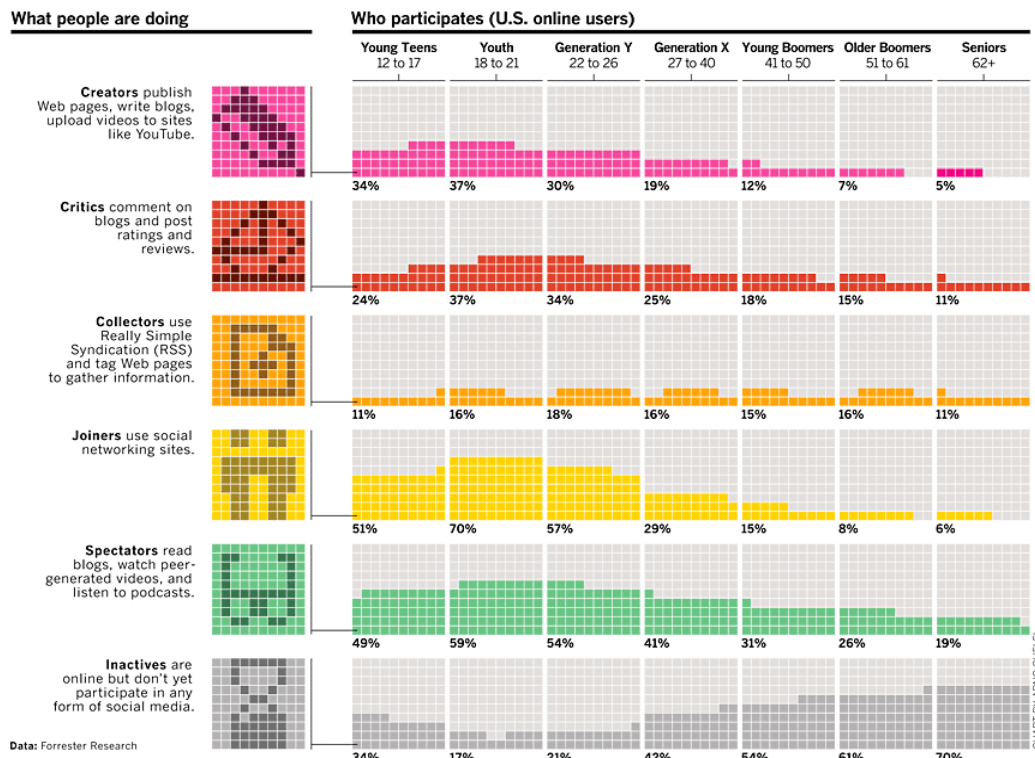 What people are doing
Who participates (U.S. online users)
Young Teens Youth Generation Y Generation X Young Boomers Older Boomers Seniors
12 to 17 18 to 21 22 to 26 27 to 40 41 to 50 51 to 61 62+
Creators publish
Web pages, write blogs,
upload videos to sites
like YouTube.
34% 37% 30% 19% 12% 7% 5%
Critics comment on
blogs and post
ratings and
reviews.
24% 37% 34% 25% 18% 15% 11%
Collectors use
Really Simple
Syndication (RSS)
and tag Web pages
to gather information.
11% 16% 18% 16% 15% 16% 11%
Joiners use social
networking sites.
51% 70% 57% 29% 15% 8% 6%
Spectators read
blogs, watch peer-
generated videos, and
listen to podcasts.
49% 59% 54% 41% 31% 26% 19%
Inactives are
online but don't yet
participate in any
form of social media.
34% 17% 21% 42% 54% 61% 70%
Data: Forrester Research